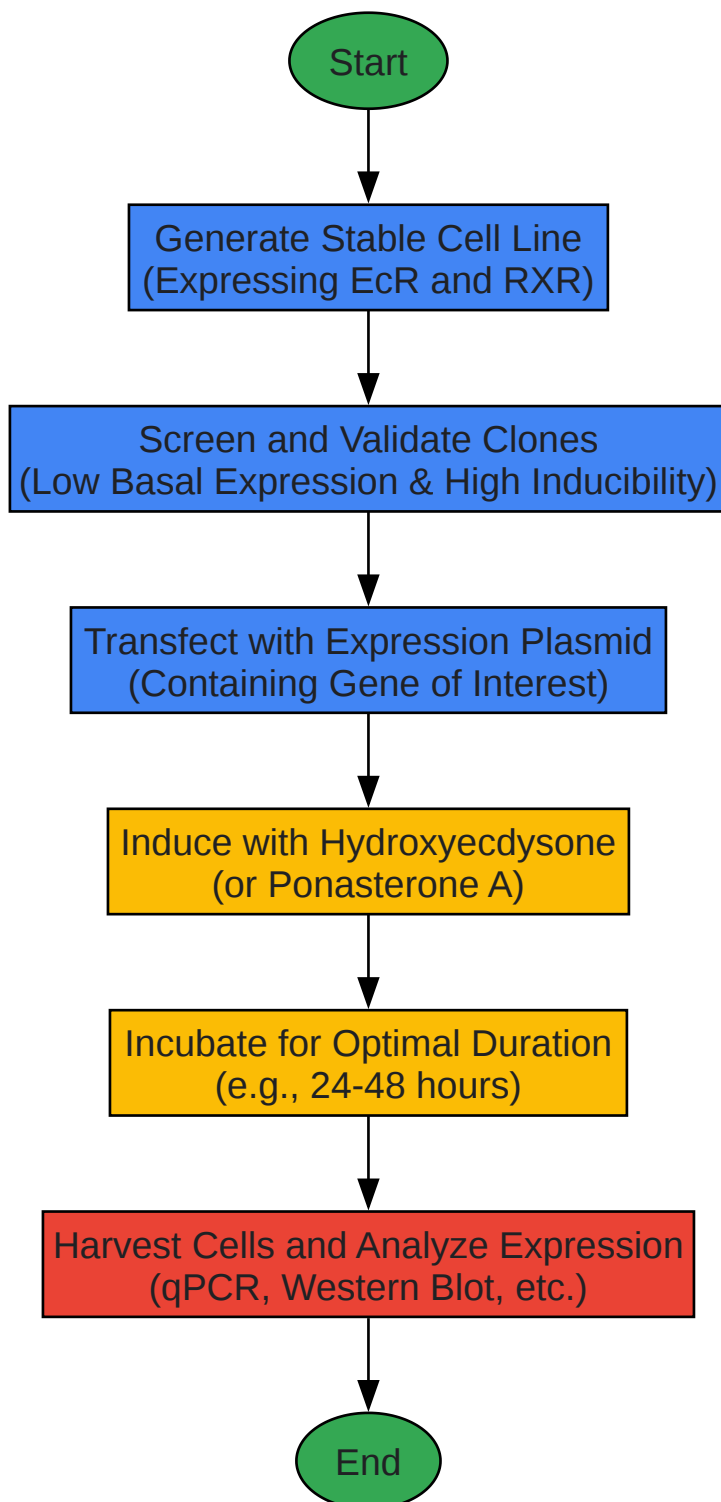 Start
Generate Stable Cell Line
(Expressing EcR and RXR)
Screen and Validate Clones
(Low Basal Expression & High Inducibility)
Transfect with Expression Plasmid
(Containing Gene of Interest)
Induce with Hydroxyecdysone
(or Ponasterone A)
Incubate for Optimal Duration
(e.g., 24-48 hours)
Harvest Cells and Analyze Expression
(qPCR, Western Blot, etc.)
End